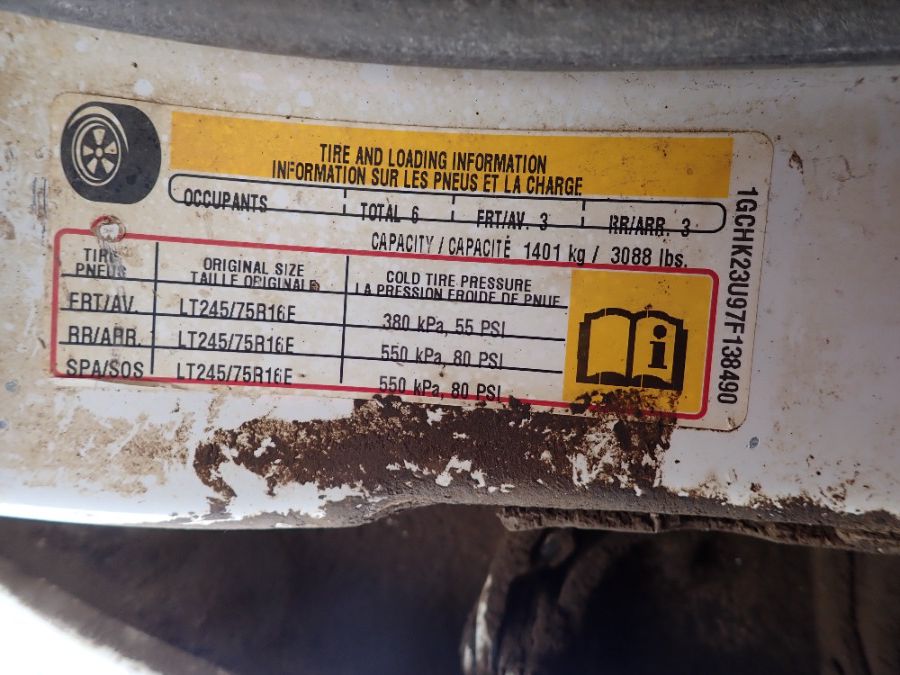 TIRE AND LOADING INFORMATION
INFORMATION SUR LES PNEUS ET LA CHARGE
OCCUPANTS TOTAL 6 FRT/AV. 3 RR/ARR. 3
CAPACITY / CAPACITÉ 1401 kg / 3088 lbs.
TIRE ORIGINAL SIZE COLD TIRE PRESSURE
PNEUS TAILLE ORIGINALE LA PRESSION FROIDE DE PNUE
FRT/AV. LT245/75R16E 380 kPa, 55 PSI
RR/ARR. LT245/75R16E 550 kPa, 80 PSI
SPA/SOS LT245/75R16E 550 kPa, 80 PSI
1GCHK23U97F138490